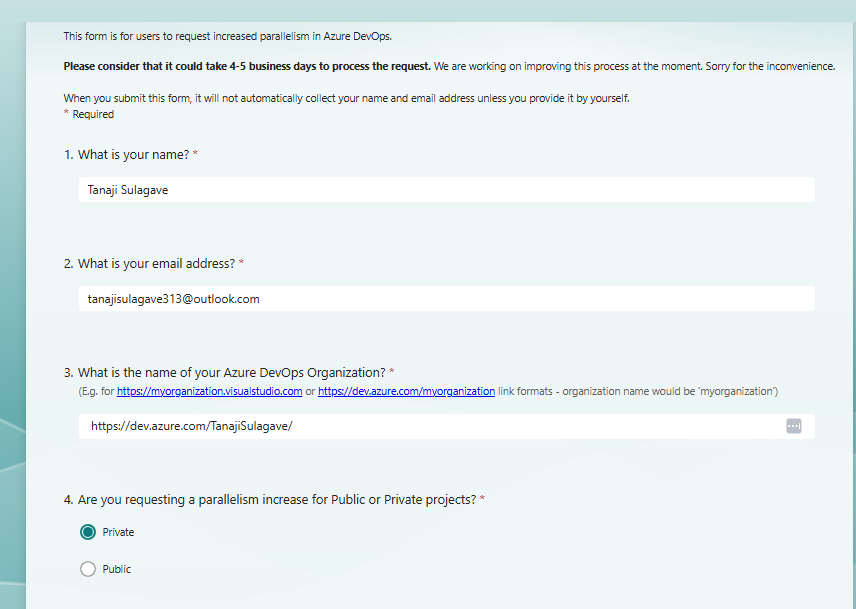 This form is for users to request increased parallelism in Azure DevOps.
Please consider that it could take 4-5 business days to process the request. We are working on improving this process at the moment. Sorry for the inconvenience.
When you submit this form, it will not automatically collect your name and email address unless you provide it by yourself.
* Required
1. What is your name? *
Tanaji Sulagave
2. What is your email address? *
tanajisulagave313@outlook.com
3. What is the name of your Azure DevOps Organization? *
(E.g. for https://myorganization.visualstudio.com or https://dev.azure.com/myorganization link formats - organization name would be 'myorganization')
https://dev.azure.com/TanajiSulagave/
4. Are you requesting a parallelism increase for Public or Private projects? *
Private
Public